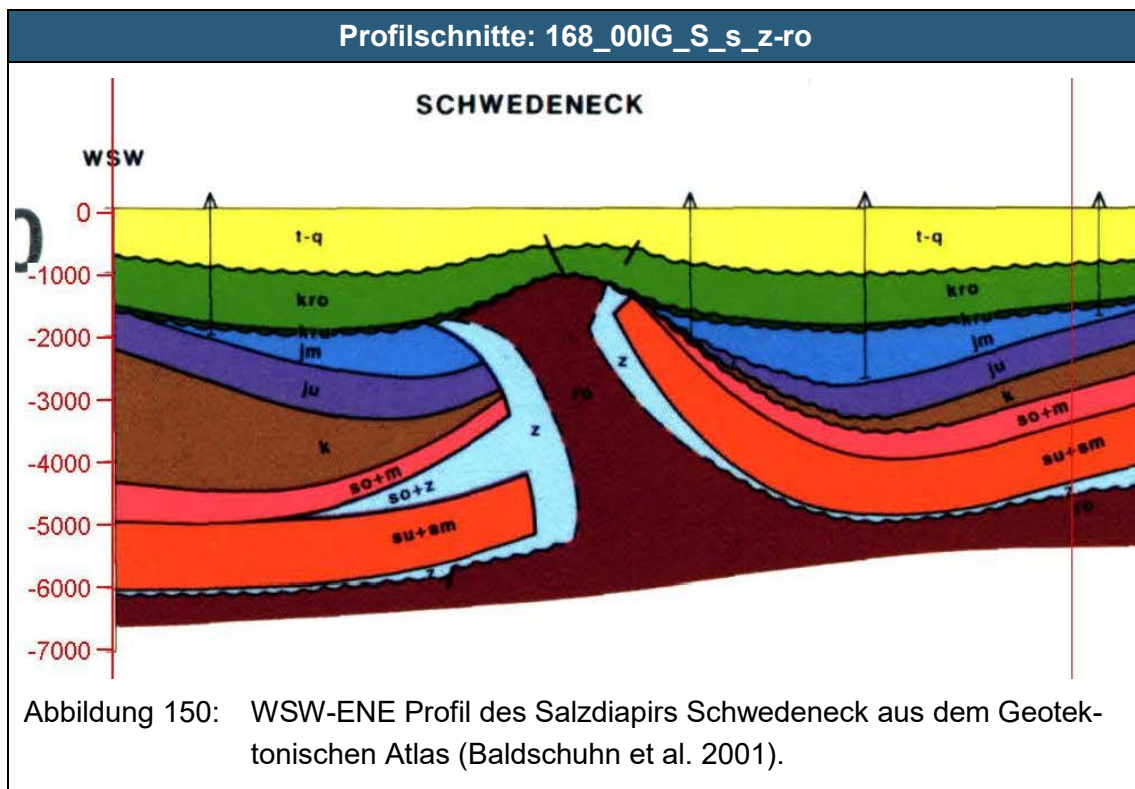 Profilschnitte: 168_00IG_S_s_z-ro
SCHWEDENECK
WSW
0
-1000
-2000
-3000
-4000
-5000
-6000
-7000
t-q
t-q
kro
kro
kru
kru
jm
jm
ju
ju
k
k
z
z
ro
so+m
so+m
so+z
su+sm
su+sm
z
z
ro
Abbildung 150: WSW-ENE Profil des Salzdiapirs Schwedeneck aus dem Geotek-
tonischen Atlas (Baldschuhn et al. 2001).